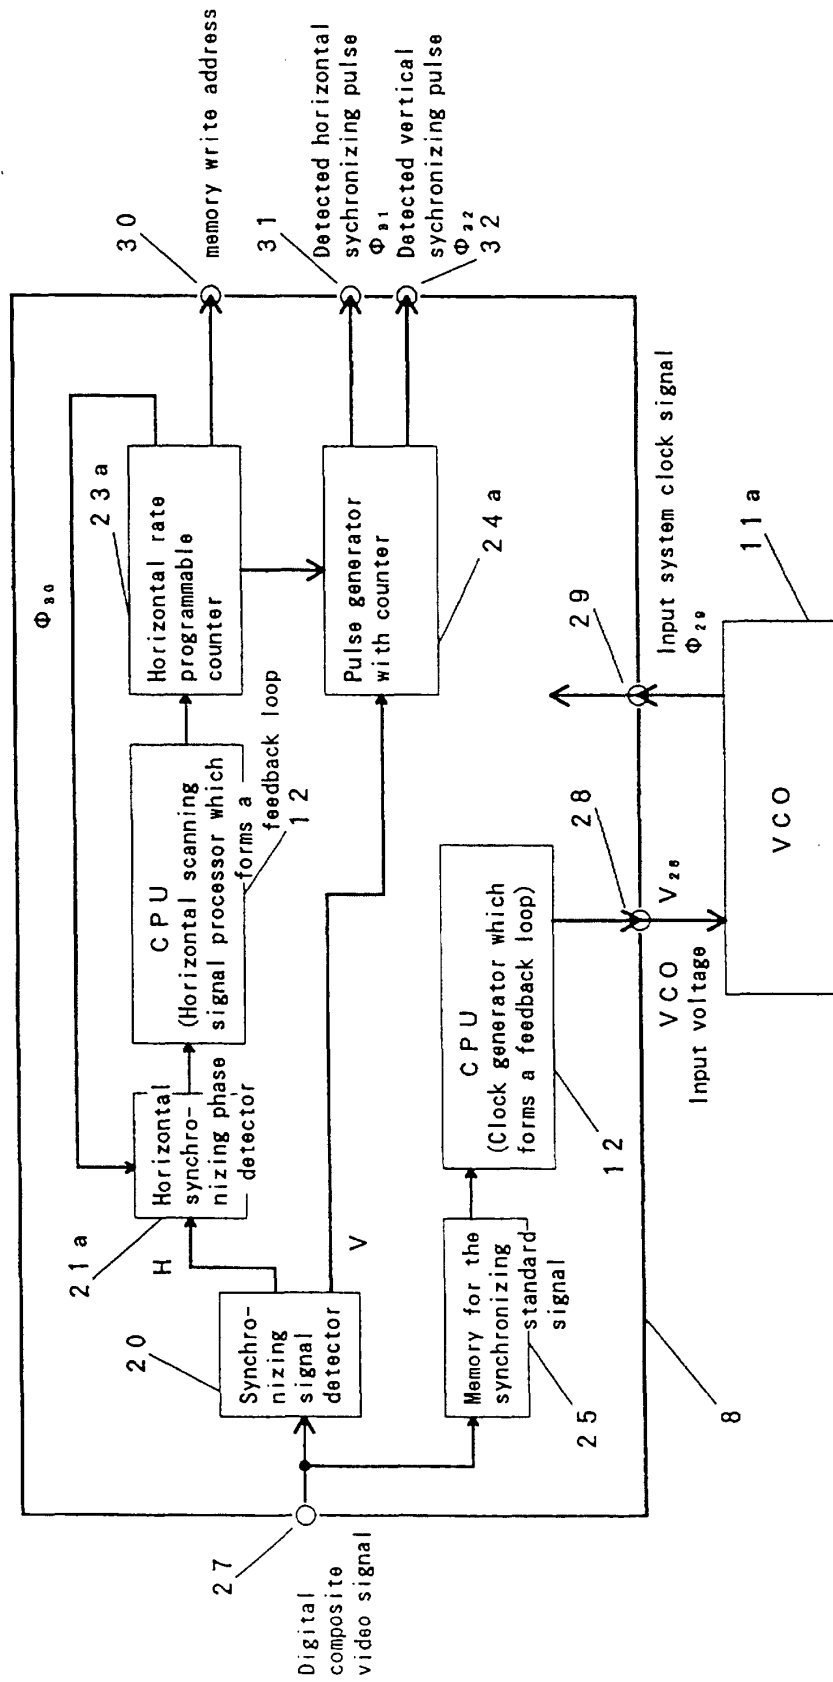 Digital
composite
video signal
27
20
Synchro-
nizing
signal
detector
H
V
21a
Horizontal
synchro-
nizing phase
detector
CPU
(Horizontal scanning
signal processor which
forms a
feedback loop
12
Φ₈₀
23a
Horizontal rate
programmable
counter
30
memory write address
31
Detected horizontal
sychronizing pulse
Φ₃₁
Detected vertical
sychronizing pulse
Φ₃₂
32
Pulse generator
with counter
24a
25
Memory for the
synchronizing
standard
signal
CPU
(Clock generator which
forms a feedback loop)
12
28
V₂₈
VCO
Input voltage
29
Input system clock signal
Φ₂₉
8
VCO
11a